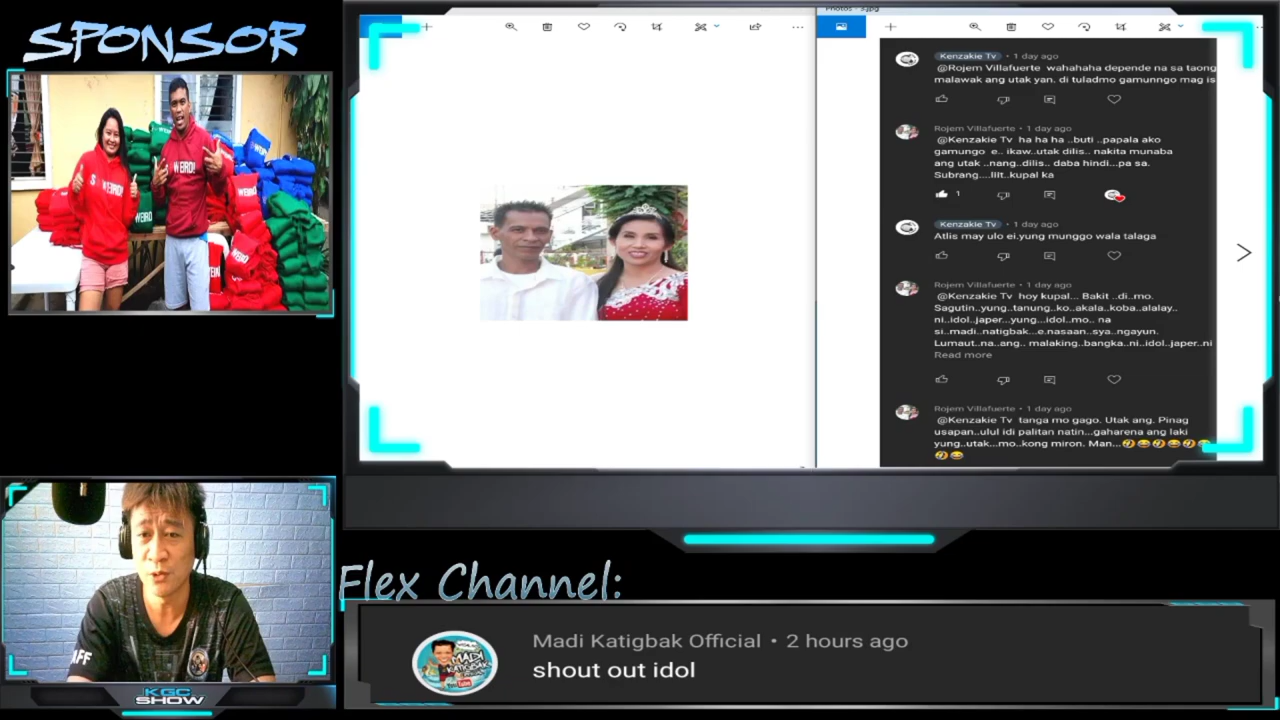 SPONSOR
WEIRD!
WEIRD!
WEIRD
WEIRD
Kenzakie Tv • 1 day ago
@Rojem Villafuerte wahahaha depende na sa taong
malawak ang utak yan. di tuladmo gamunngo mag is
Rojem Villafuerte • 1 day ago
@Kenzakie Tv ha ha ha ..buti ..papala ako
gamungo e.. ikaw..utak dilis.. nakita munaba
ang utak ..nang..dilis.. daba hindi...pa sa.
Subrang....liit..kupal ka
1
Kenzakie Tv • 1 day ago
Atlis may ulo ei.yung munggo wala talaga
Rojem Villafuerte • 1 day ago
@Kenzakie Tv hoy kupal... Bakit ..di..mo.
Sagutin..yung..tanung..ko..akala..koba..alalay..
ni..idol..japer...yung...idol..mo.. na
si..madi..natigbak...e.nasaan..sya..ngayun.
Lumaut..na..ang.. malaking..bangka..ni..idol..japer..ni
Read more
Rojem Villafuerte • 1 day ago
@Kenzakie Tv tanga mo gago. Utak ang. Pinag
usapan..ulul idi palitan natin...gaharena ang laki
yung..utak...mo..kong miron. Man...🤣😂🤣😂🤣😂
🤣😂
KGC
SHOW
Flex Channel:
Madi Katigbak Official • 2 hours ago
shout out idol